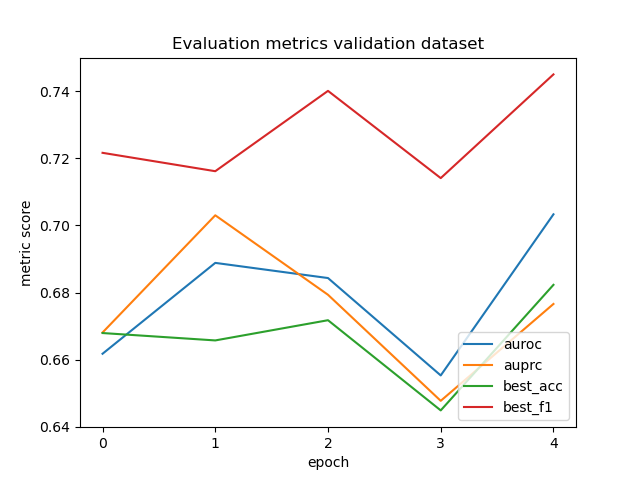 Evaluation metrics validation dataset
metric score
0.74
0.72
0.70
0.68
0.66
0.64
0
1
2
3
4
epoch
auroc
auprc
best_acc
best_f1